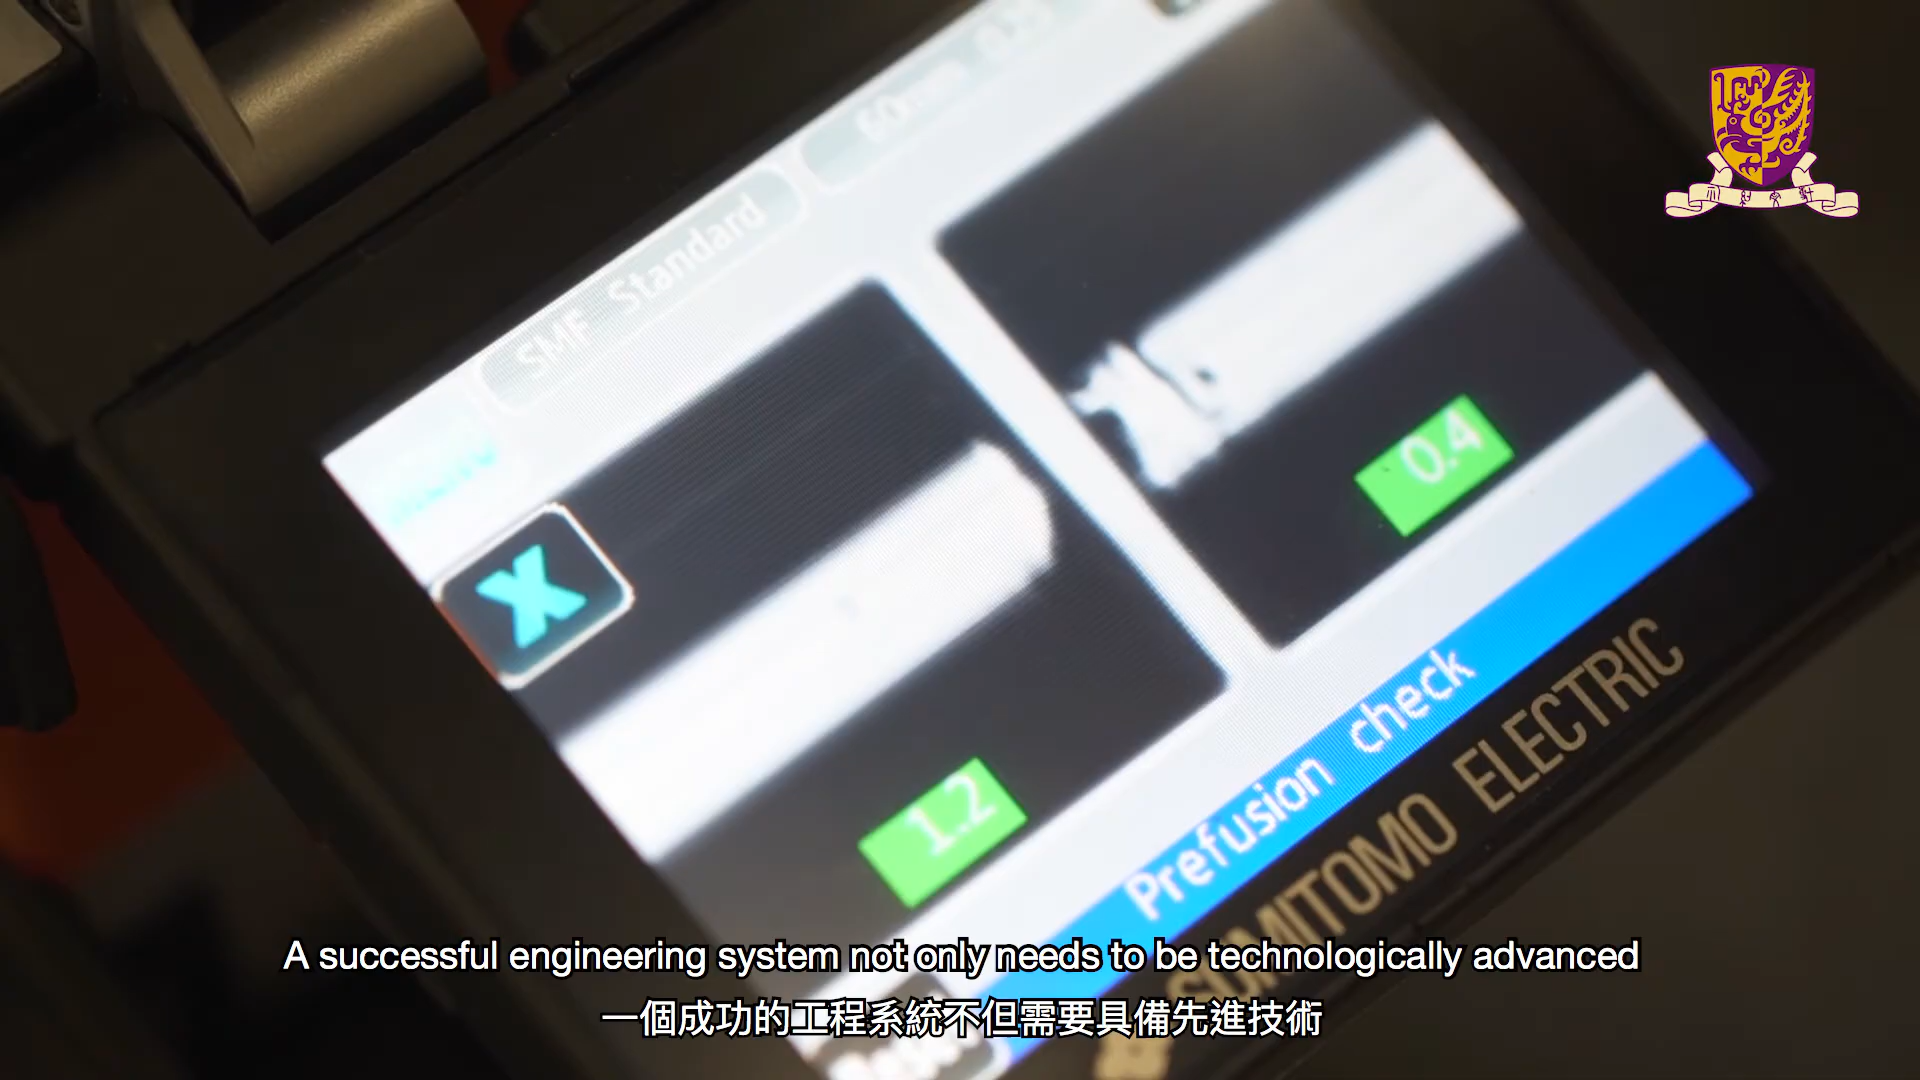 SMF Standard
60mm
X
0.4
1.2
Prefusion check
SUMITOMO ELECTRIC
A successful engineering system not only needs to be technologically advanced
一個成功的工程系統不但需要具備先進技術